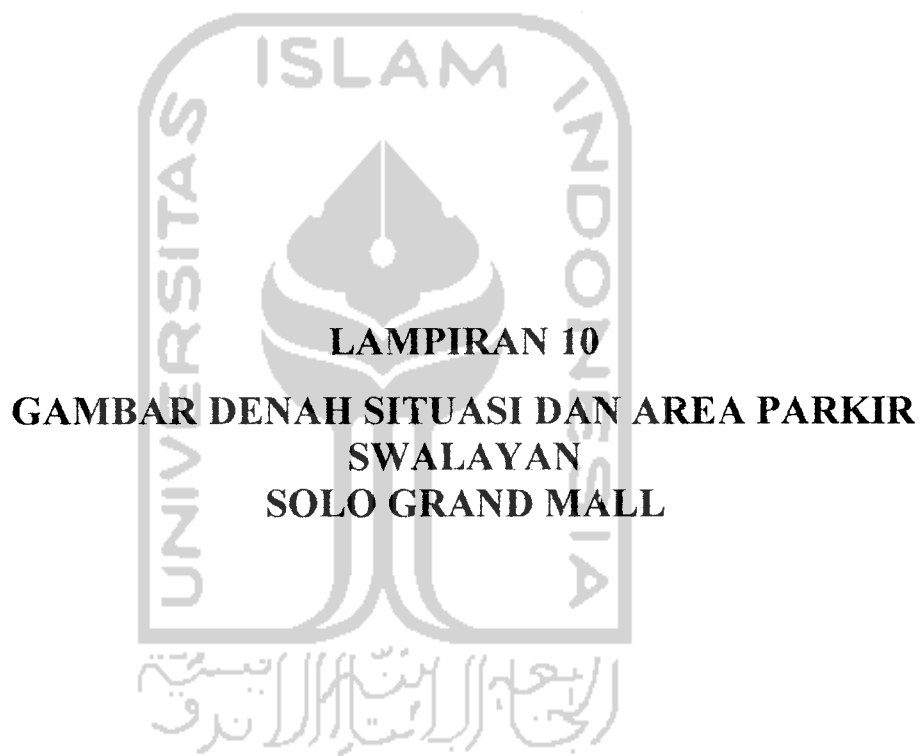 ISLAM
UNIVERSITAS
INDONESIA
LAMPIRAN 10
GAMBAR DENAH SITUASI DAN AREA PARKIR
SWALAYAN
SOLO GRAND MALL